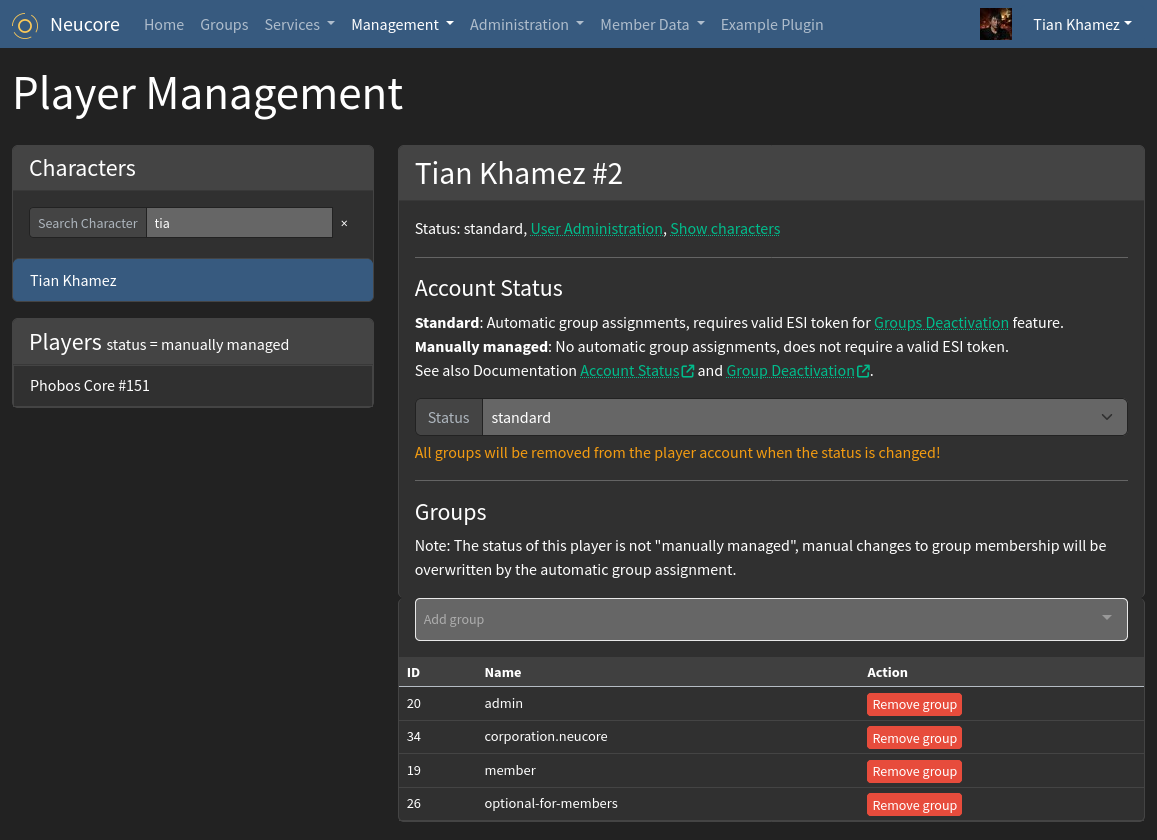 Neucore Home Groups Services Management Administration Member Data Example Plugin Tian Khamez
Player Management
Characters
Search Character tia ×
Tian Khamez
Players status = manually managed
Phobos Core #151
Tian Khamez #2
Status: standard, User Administration, Show characters
Account Status
Standard: Automatic group assignments, requires valid ESI token for Groups Deactivation feature.
Manually managed: No automatic group assignments, does not require a valid ESI token.
See also Documentation Account Status and Group Deactivation.
Status standard
All groups will be removed from the player account when the status is changed!
Groups
Note: The status of this player is not "manually managed", manual changes to group membership will be
overwritten by the automatic group assignment.
Add group
ID Name Action
20 admin Remove group
34 corporation.neucore Remove group
19 member Remove group
26 optional-for-members Remove group